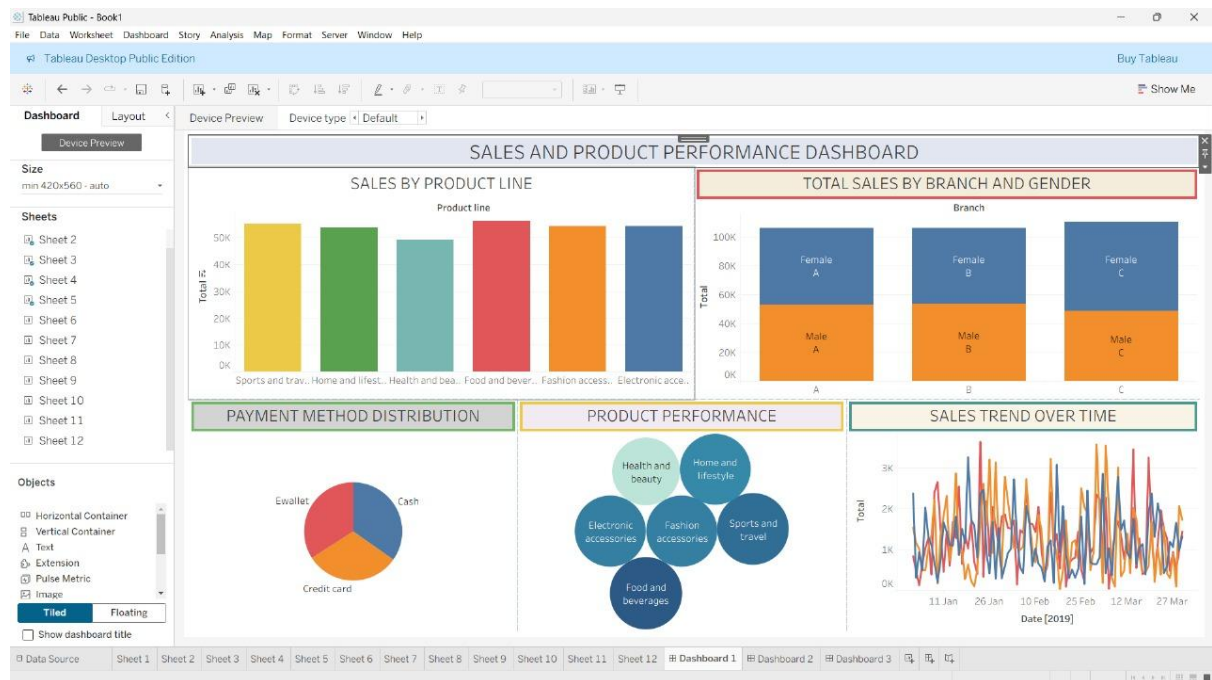 Tableau Public - Book1
File Data Worksheet Dashboard Story Analysis Map Format Server Window Help
Tableau Desktop Public Edition
Buy Tableau
Show Me
Dashboard Layout
Device Preview Device type Default
Device Preview
Size
min 420x560 - auto
Sheets
Sheet 2
Sheet 3
Sheet 4
Sheet 5
Sheet 6
Sheet 7
Sheet 8
Sheet 9
Sheet 10
Sheet 11
Sheet 12
Objects
Horizontal Container
Vertical Container
Text
Extension
Pulse Metric
Image
Tiled Floating
Show dashboard title
SALES AND PRODUCT PERFORMANCE DASHBOARD
SALES BY PRODUCT LINE
Product line
Total
50K
40K
30K
20K
10K
0K
Sports and trav.. Home and lifest.. Health and bea.. Food and bever.. Fashion access.. Electronic acce..
TOTAL SALES BY BRANCH AND GENDER
Branch
Total
100K
80K
60K
40K
20K
0K
Female
A
Female
B
Female
C
Male
A
Male
B
Male
C
A B C
PAYMENT METHOD DISTRIBUTION
Ewallet
Cash
Credit card
PRODUCT PERFORMANCE
Health and
beauty
Home and
lifestyle
Electronic
accessories
Fashion
accessories
Sports and
travel
Food and
beverages
SALES TREND OVER TIME
Total
3K
2K
1K
0K
11 Jan 26 Jan 10 Feb 25 Feb 12 Mar 27 Mar
Date [2019]
Data Source Sheet 1 Sheet 2 Sheet 3 Sheet 4 Sheet 5 Sheet 6 Sheet 7 Sheet 8 Sheet 9 Sheet 10 Sheet 11 Sheet 12 Dashboard 1 Dashboard 2 Dashboard 3